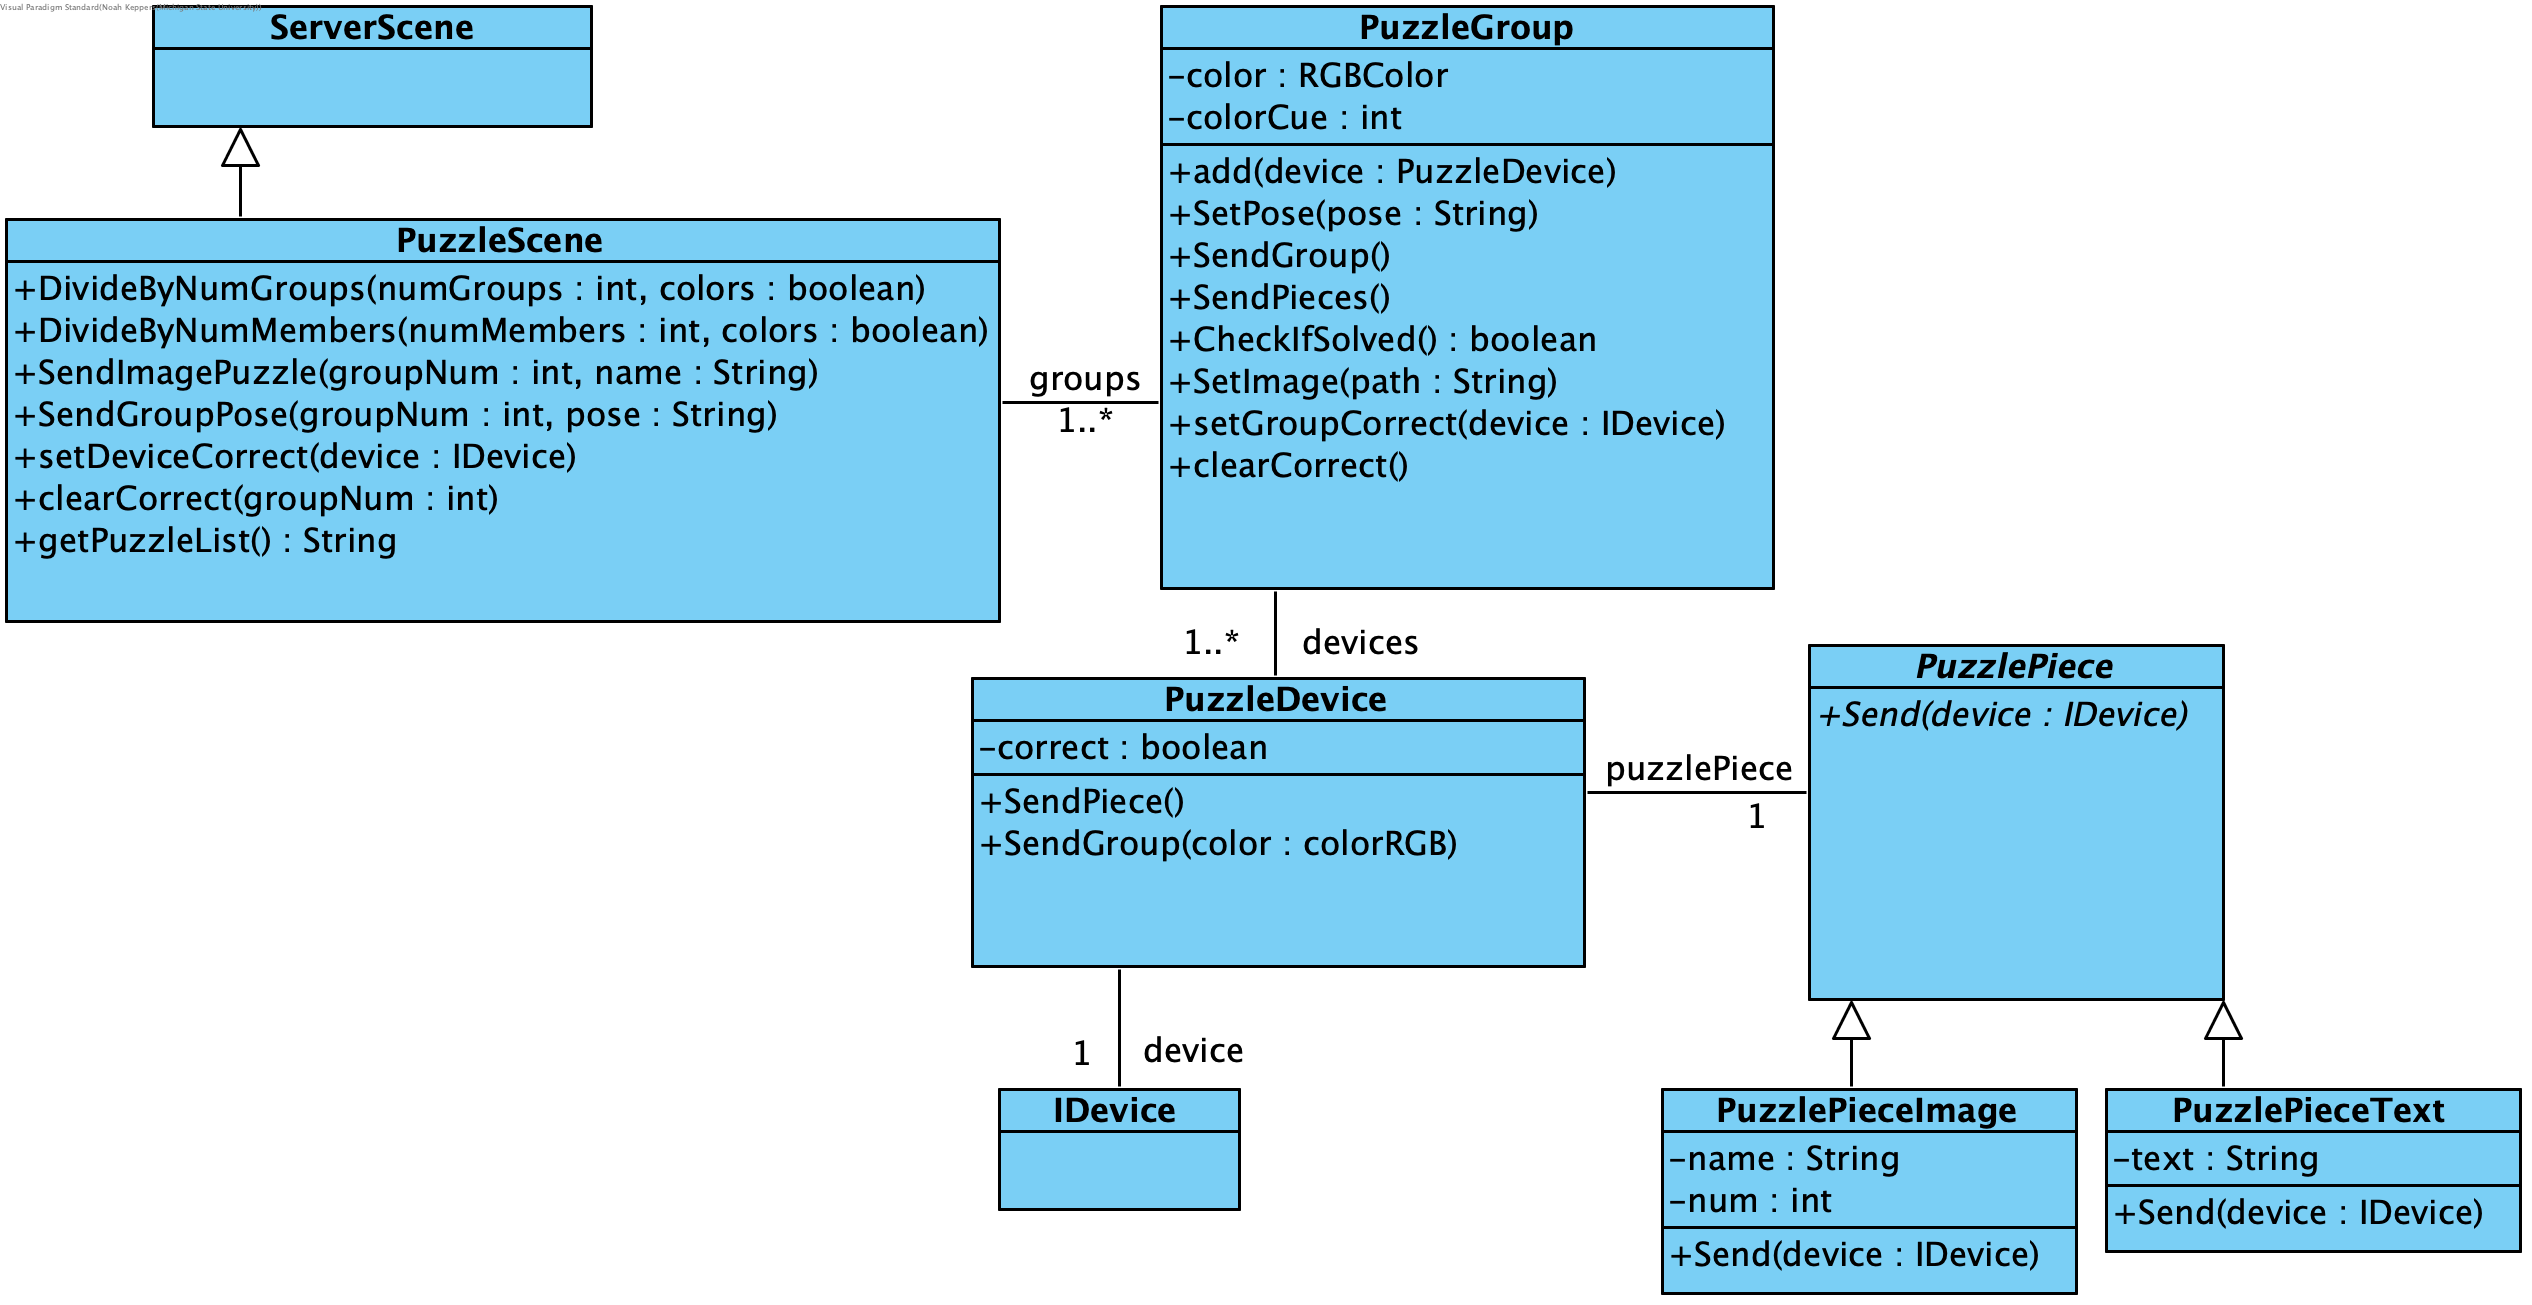 Visual Paradigm Standard(Noah Keppen(Michigan State University))
ServerScene
PuzzleScene
+DivideByNumGroups(numGroups : int, colors : boolean)
+DivideByNumMembers(numMembers : int, colors : boolean)
+SendImagePuzzle(groupNum : int, name : String)
+SendGroupPose(groupNum : int, pose : String)
+setDeviceCorrect(device : IDevice)
+clearCorrect(groupNum : int)
+getPuzzleList() : String
groups
1..*
PuzzleGroup
-color : RGBColor
-colorCue : int
+add(device : PuzzleDevice)
+SetPose(pose : String)
+SendGroup()
+SendPieces()
+CheckIfSolved() : boolean
+SetImage(path : String)
+setGroupCorrect(device : IDevice)
+clearCorrect()
1..* devices
PuzzleDevice
-correct : boolean
+SendPiece()
+SendGroup(color : colorRGB)
puzzlePiece
1
PuzzlePiece
+Send(device : IDevice)
1 device
IDevice
PuzzlePieceImage
-name : String
-num : int
+Send(device : IDevice)
PuzzlePieceText
-text : String
+Send(device : IDevice)